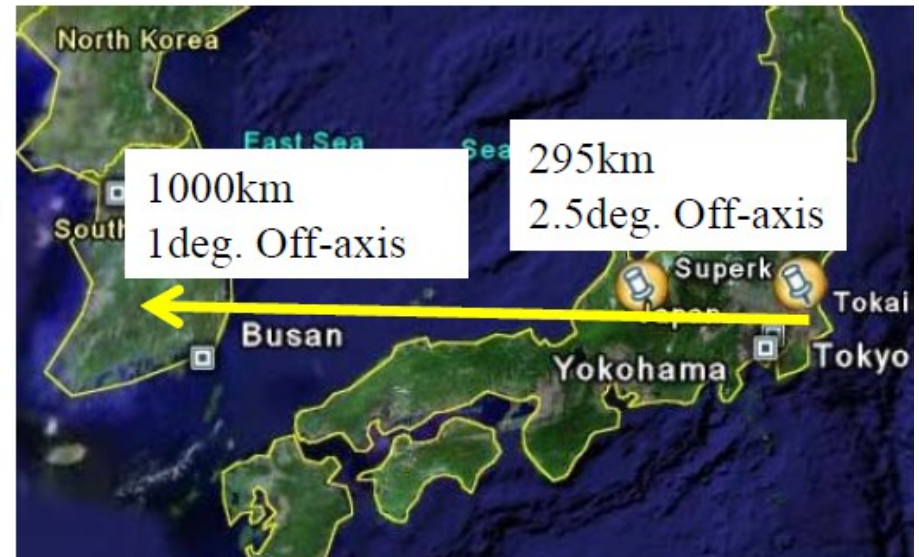 North Korea
East Sea
Sea
295km
2.5deg. Off-axis
1000km
1deg. Off-axis
South
Superk
Tokai
Japan
Busan
Yokohama
Tokyo